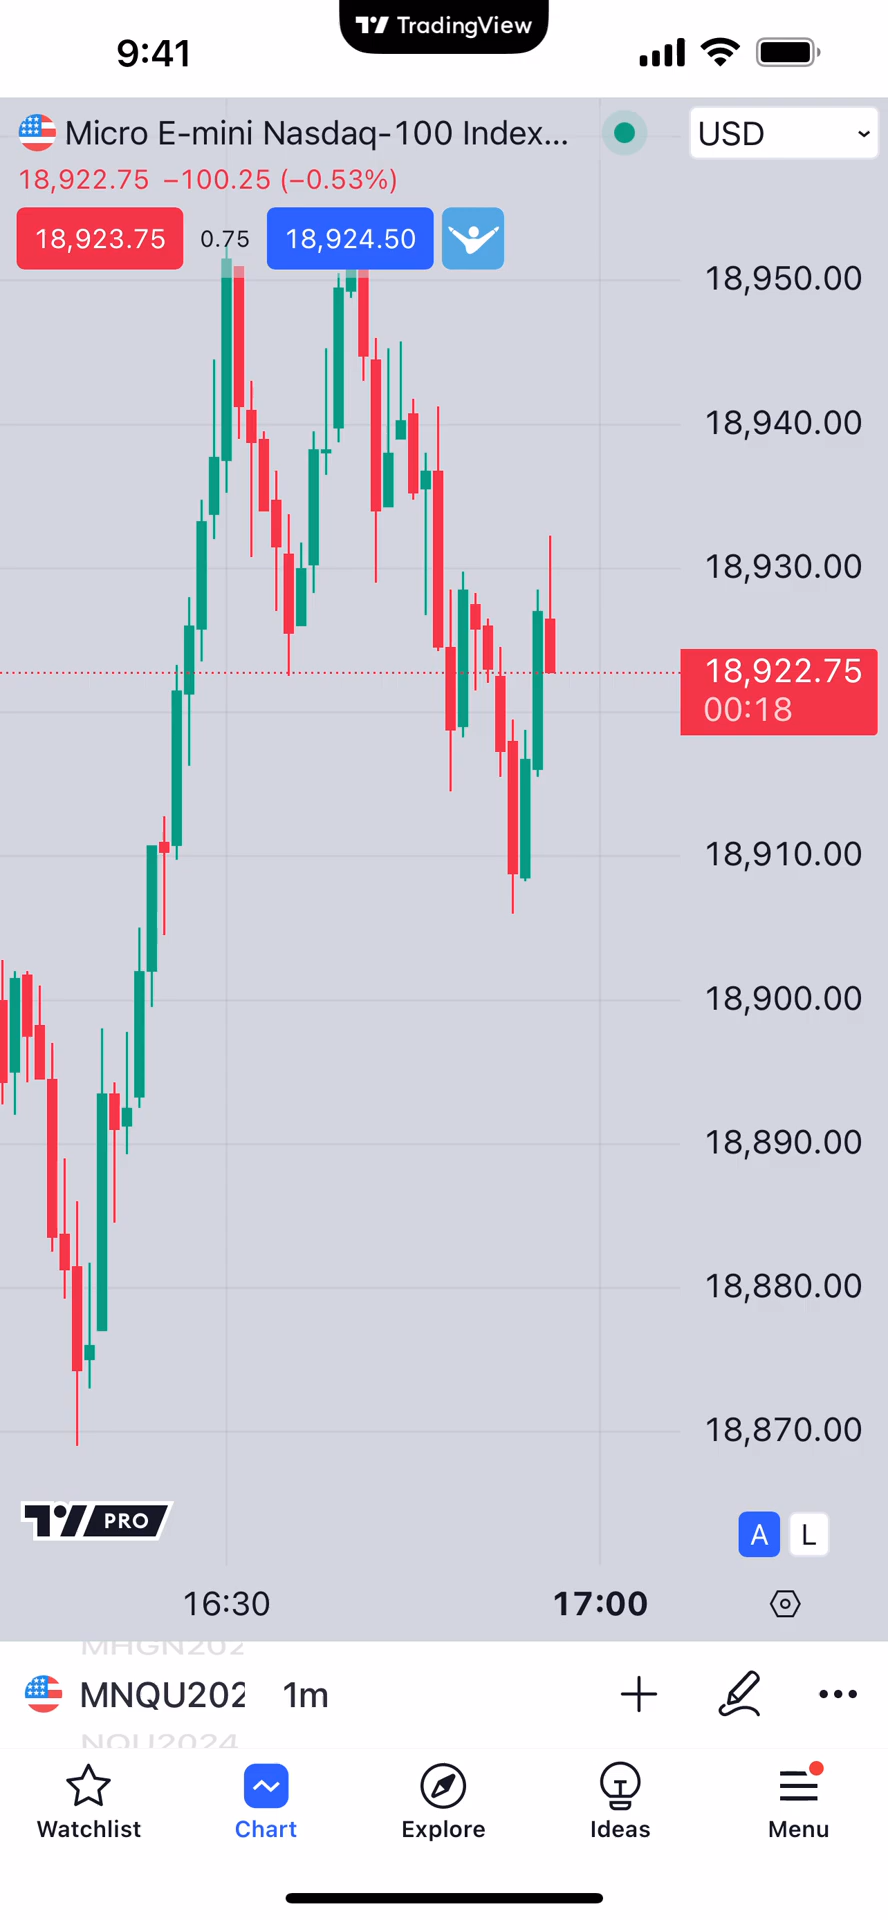 TradingView
9:41
Micro E-mini Nasdaq-100 Index...
USD
18,922.75 −100.25 (−0.53%)
18,923.75
0.75
18,924.50
18,950.00
18,940.00
18,930.00
18,922.75
00:18
18,910.00
18,900.00
18,890.00
18,880.00
18,870.00
PRO
A
L
16:30
17:00
MHGN202
MNQU202
1m
NQU2024
Watchlist
Chart
Explore
Ideas
Menu